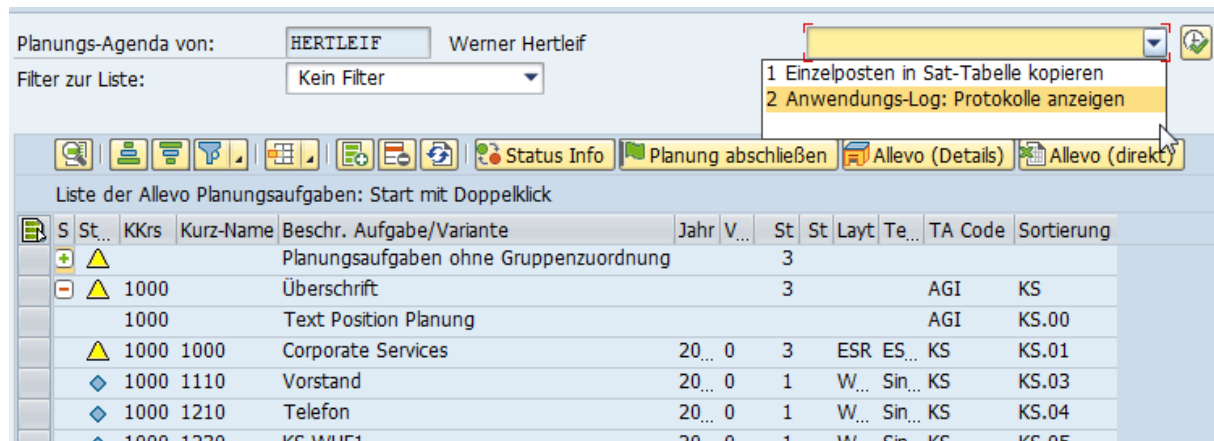 Planungs-Agenda von: HERTLEIF Werner Hertleif
Filter zur Liste: Kein Filter
1 Einzelposten in Sat-Tabelle kopieren
2 Anwendungs-Log: Protokolle anzeigen
Status Info Planung abschließen Allevo (Details) Allevo (direkt)
Liste der Allevo Planungsaufgaben: Start mit Doppelklick
S St... KKrs Kurz-Name Beschr. Aufgabe/Variante Jahr V... St St Layt Te... TA Code Sortierung
Planungsaufgaben ohne Gruppenzuordnung 3
1000 Überschrift 3 AGI KS
1000 Text Position Planung AGI KS.00
1000 1000 Corporate Services 20... 0 3 ESR ES... KS KS.01
1000 1110 Vorstand 20... 0 1 W... Sin... KS KS.03
1000 1210 Telefon 20... 0 1 W... Sin... KS KS.04